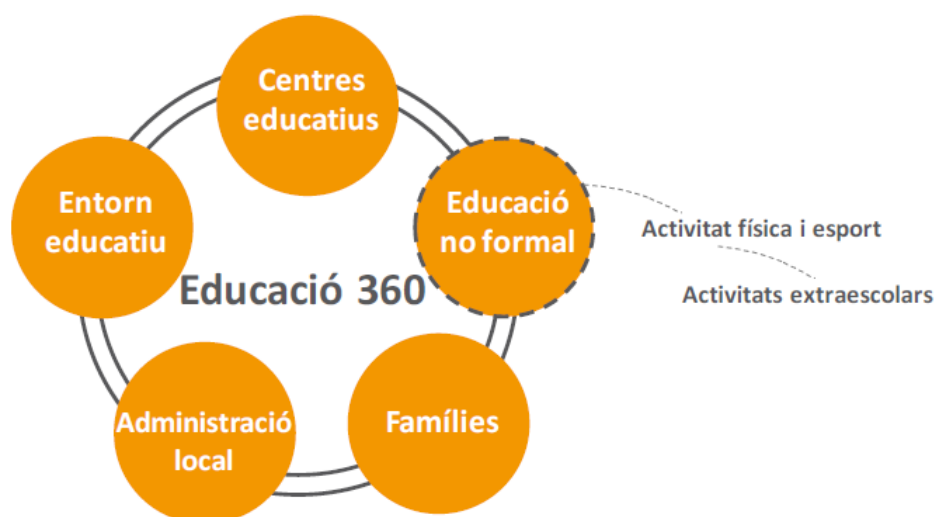 Centres
educatius
Educació
no formal
Entorn
educatiu
Activitat física i esport
Educació 360
Activitats extraescolars
Administració
local
Famílies